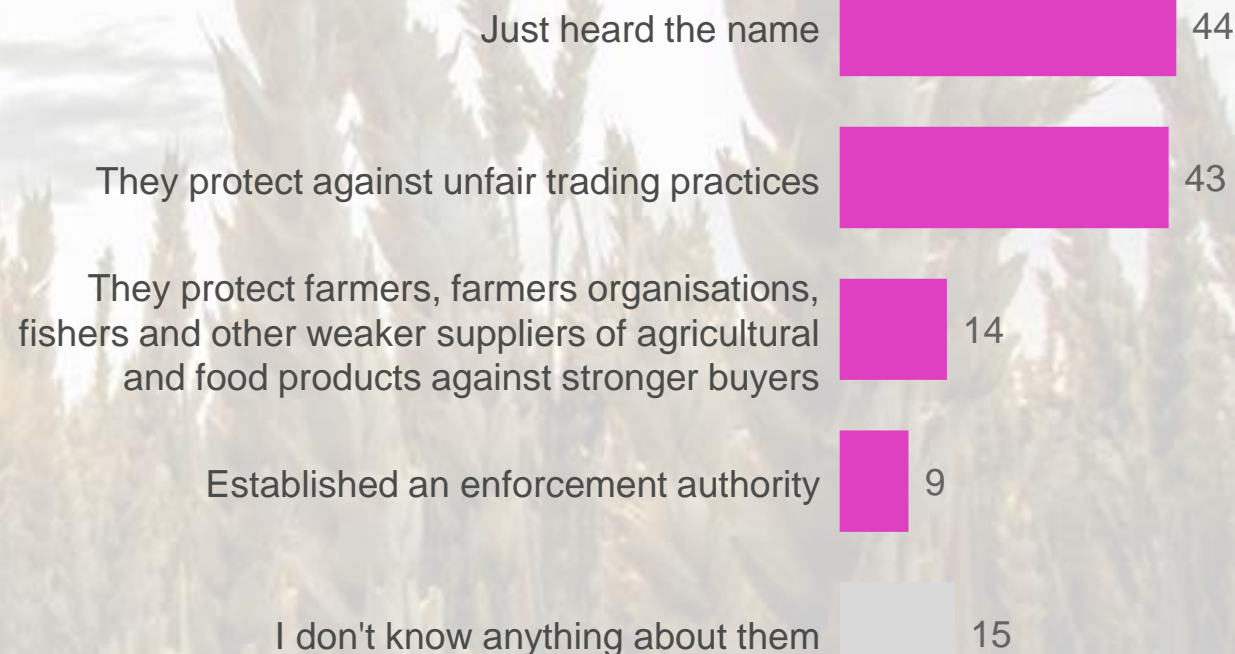 Just heard the name 44
They protect against unfair trading practices 43
They protect farmers, farmers organisations,
fishers and other weaker suppliers of agricultural 14
and food products against stronger buyers
Established an enforcement authority 9
I don't know anything about them 15